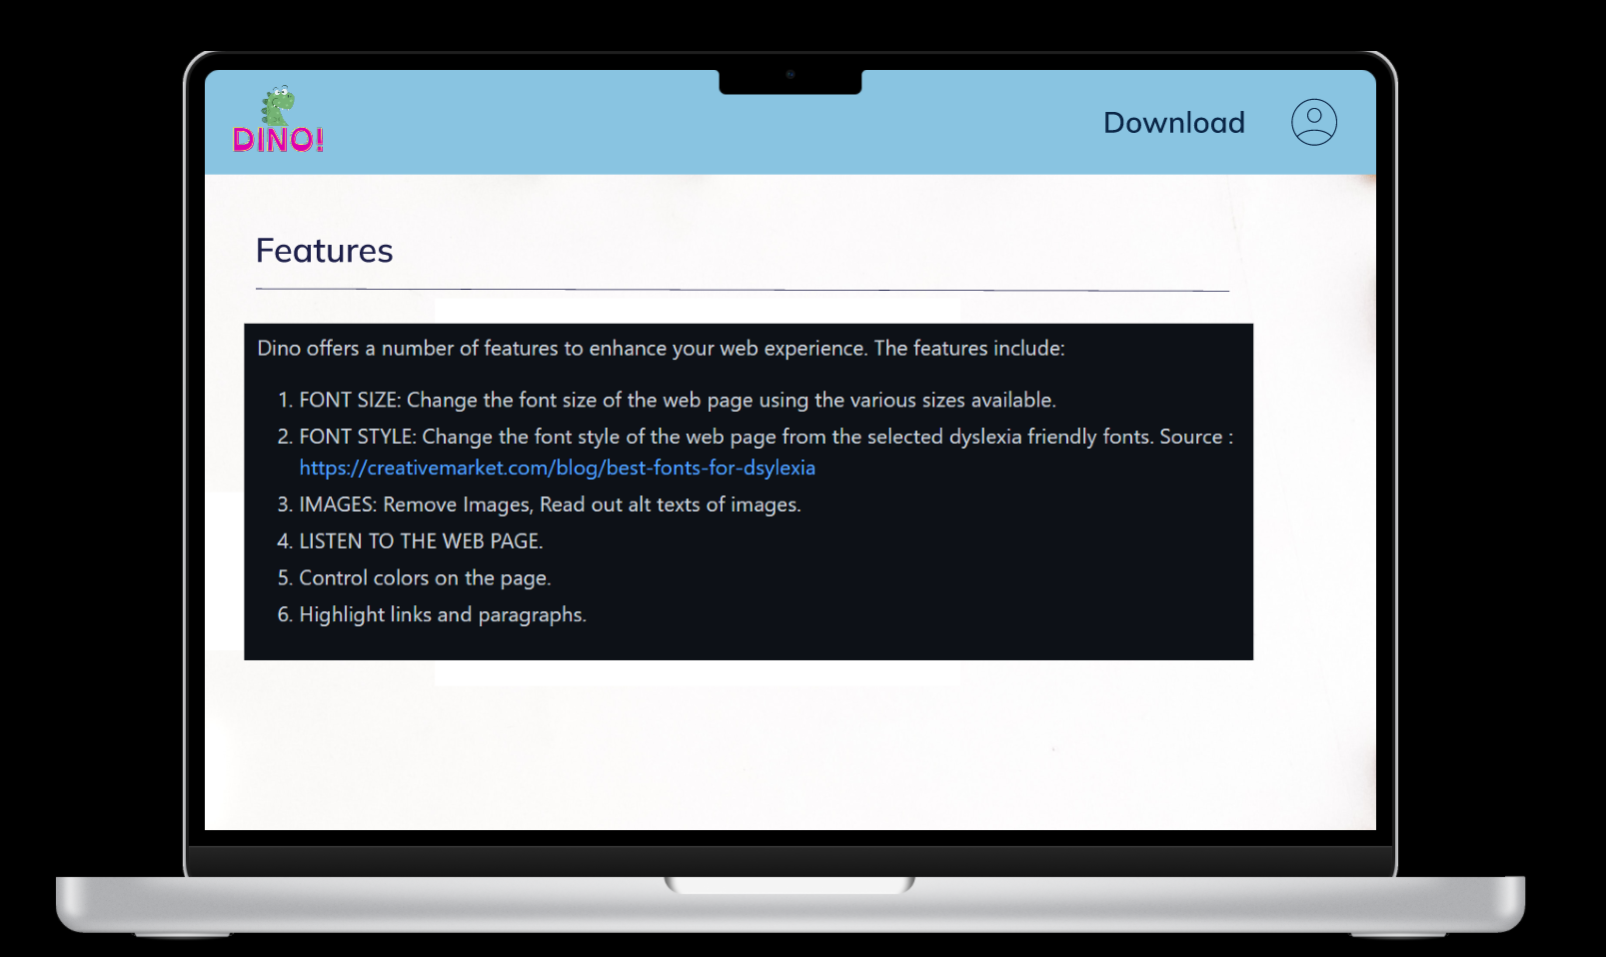 DINO!
Download
Features
Dino offers a number of features to enhance your web experience. The features include:
1. FONT SIZE: Change the font size of the web page using the various sizes available.
2. FONT STYLE: Change the font style of the web page from the selected dyslexia friendly fonts. Source :
https://creativemarket.com/blog/best-fonts-for-dsylexia
3. IMAGES: Remove Images, Read out alt texts of images.
4. LISTEN TO THE WEB PAGE.
5. Control colors on the page.
6. Highlight links and paragraphs.